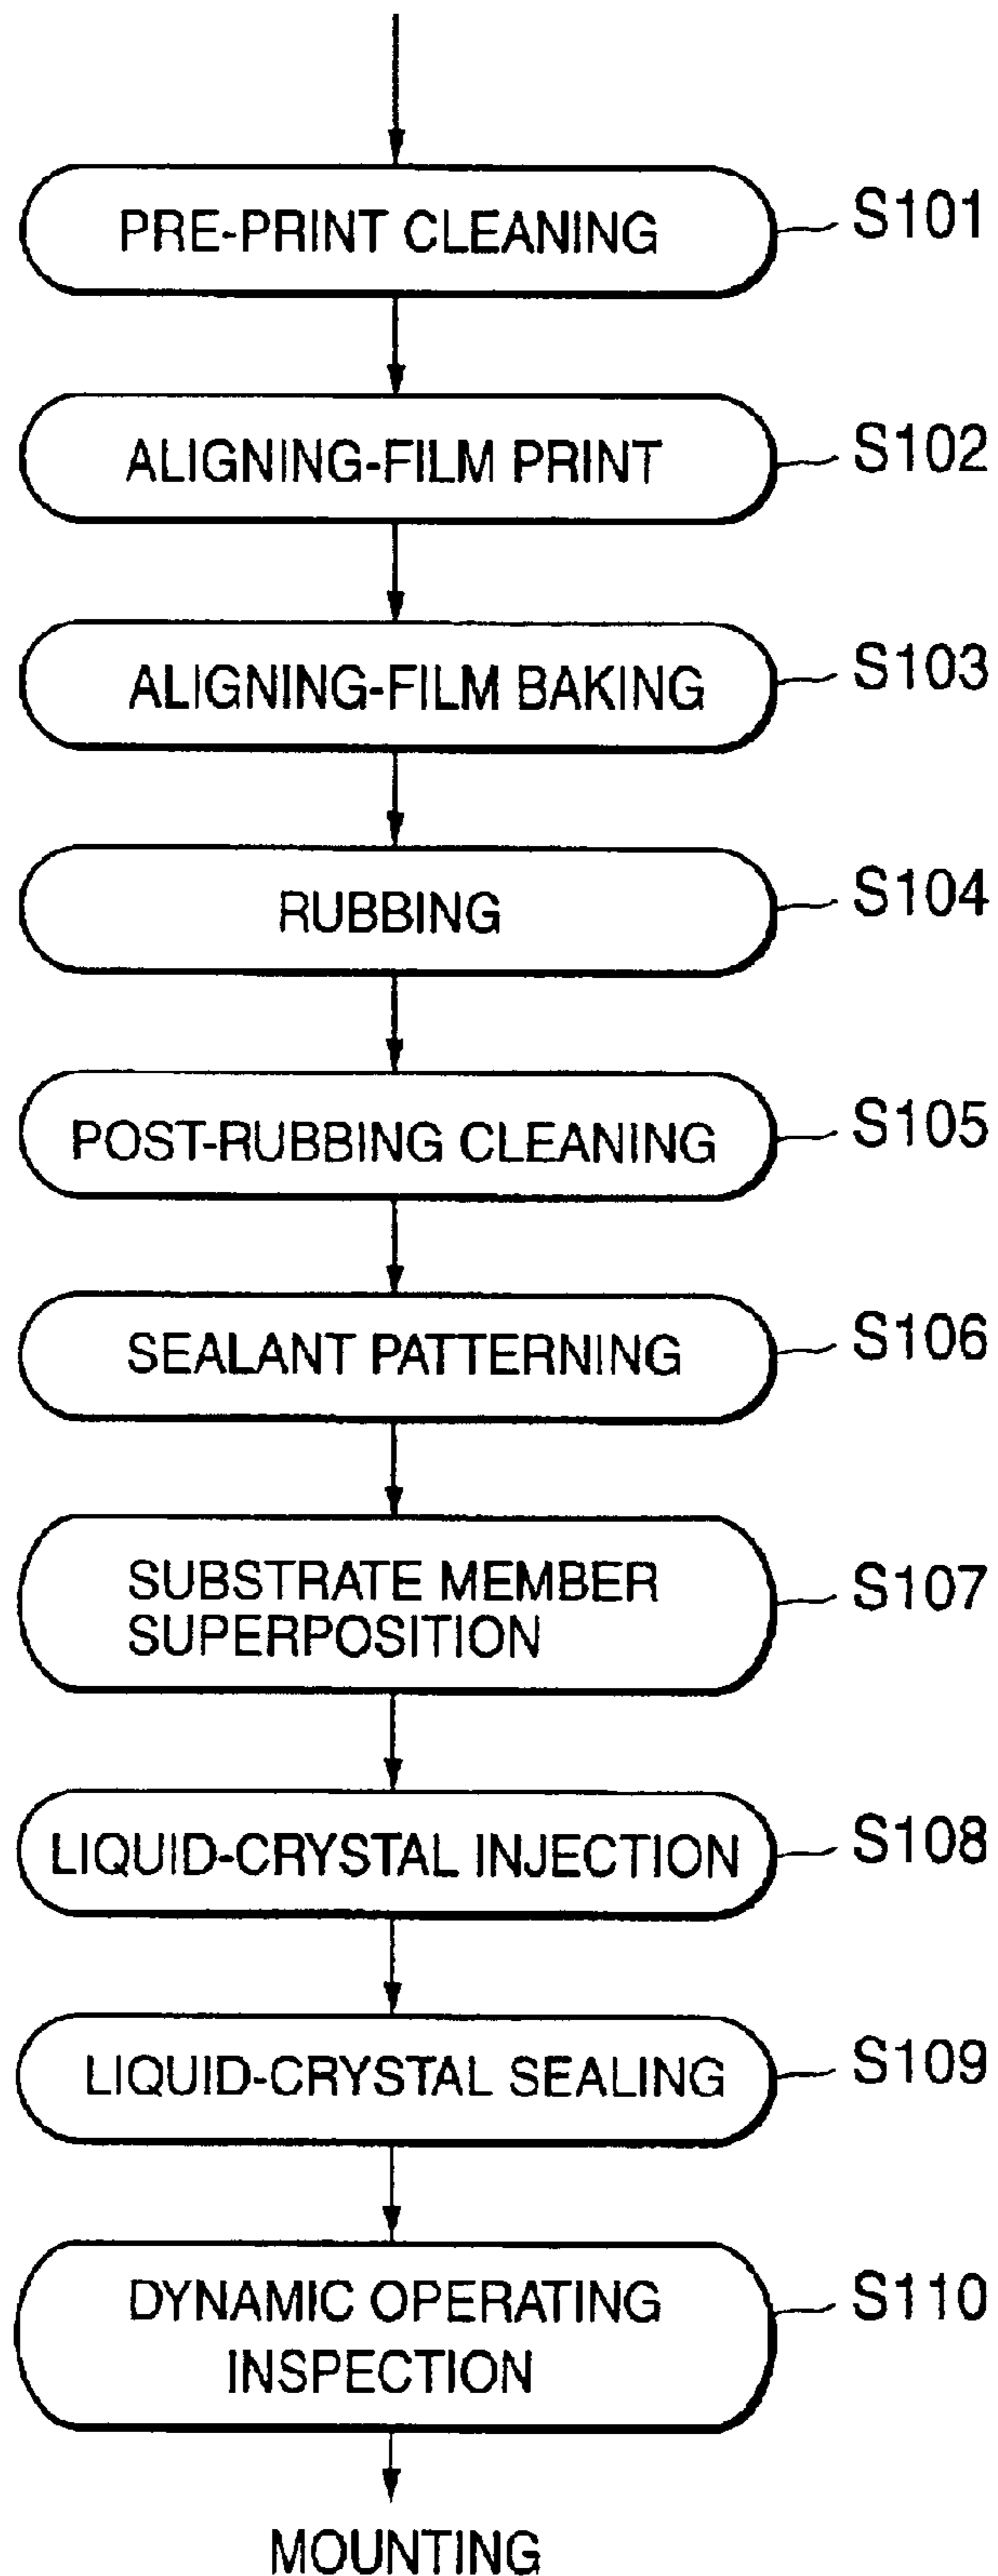 PRE-PRINT CLEANING
S101
ALIGNING-FILM PRINT
S102
ALIGNING-FILM BAKING
S103
RUBBING
S104
POST-RUBBING CLEANING
S105
SEALANT PATTERNING
S106
SUBSTRATE MEMBER
SUPERPOSITION
S107
LIQUID-CRYSTAL INJECTION
S108
LIQUID-CRYSTAL SEALING
S109
DYNAMIC OPERATING
INSPECTION
S110
MOUNTING